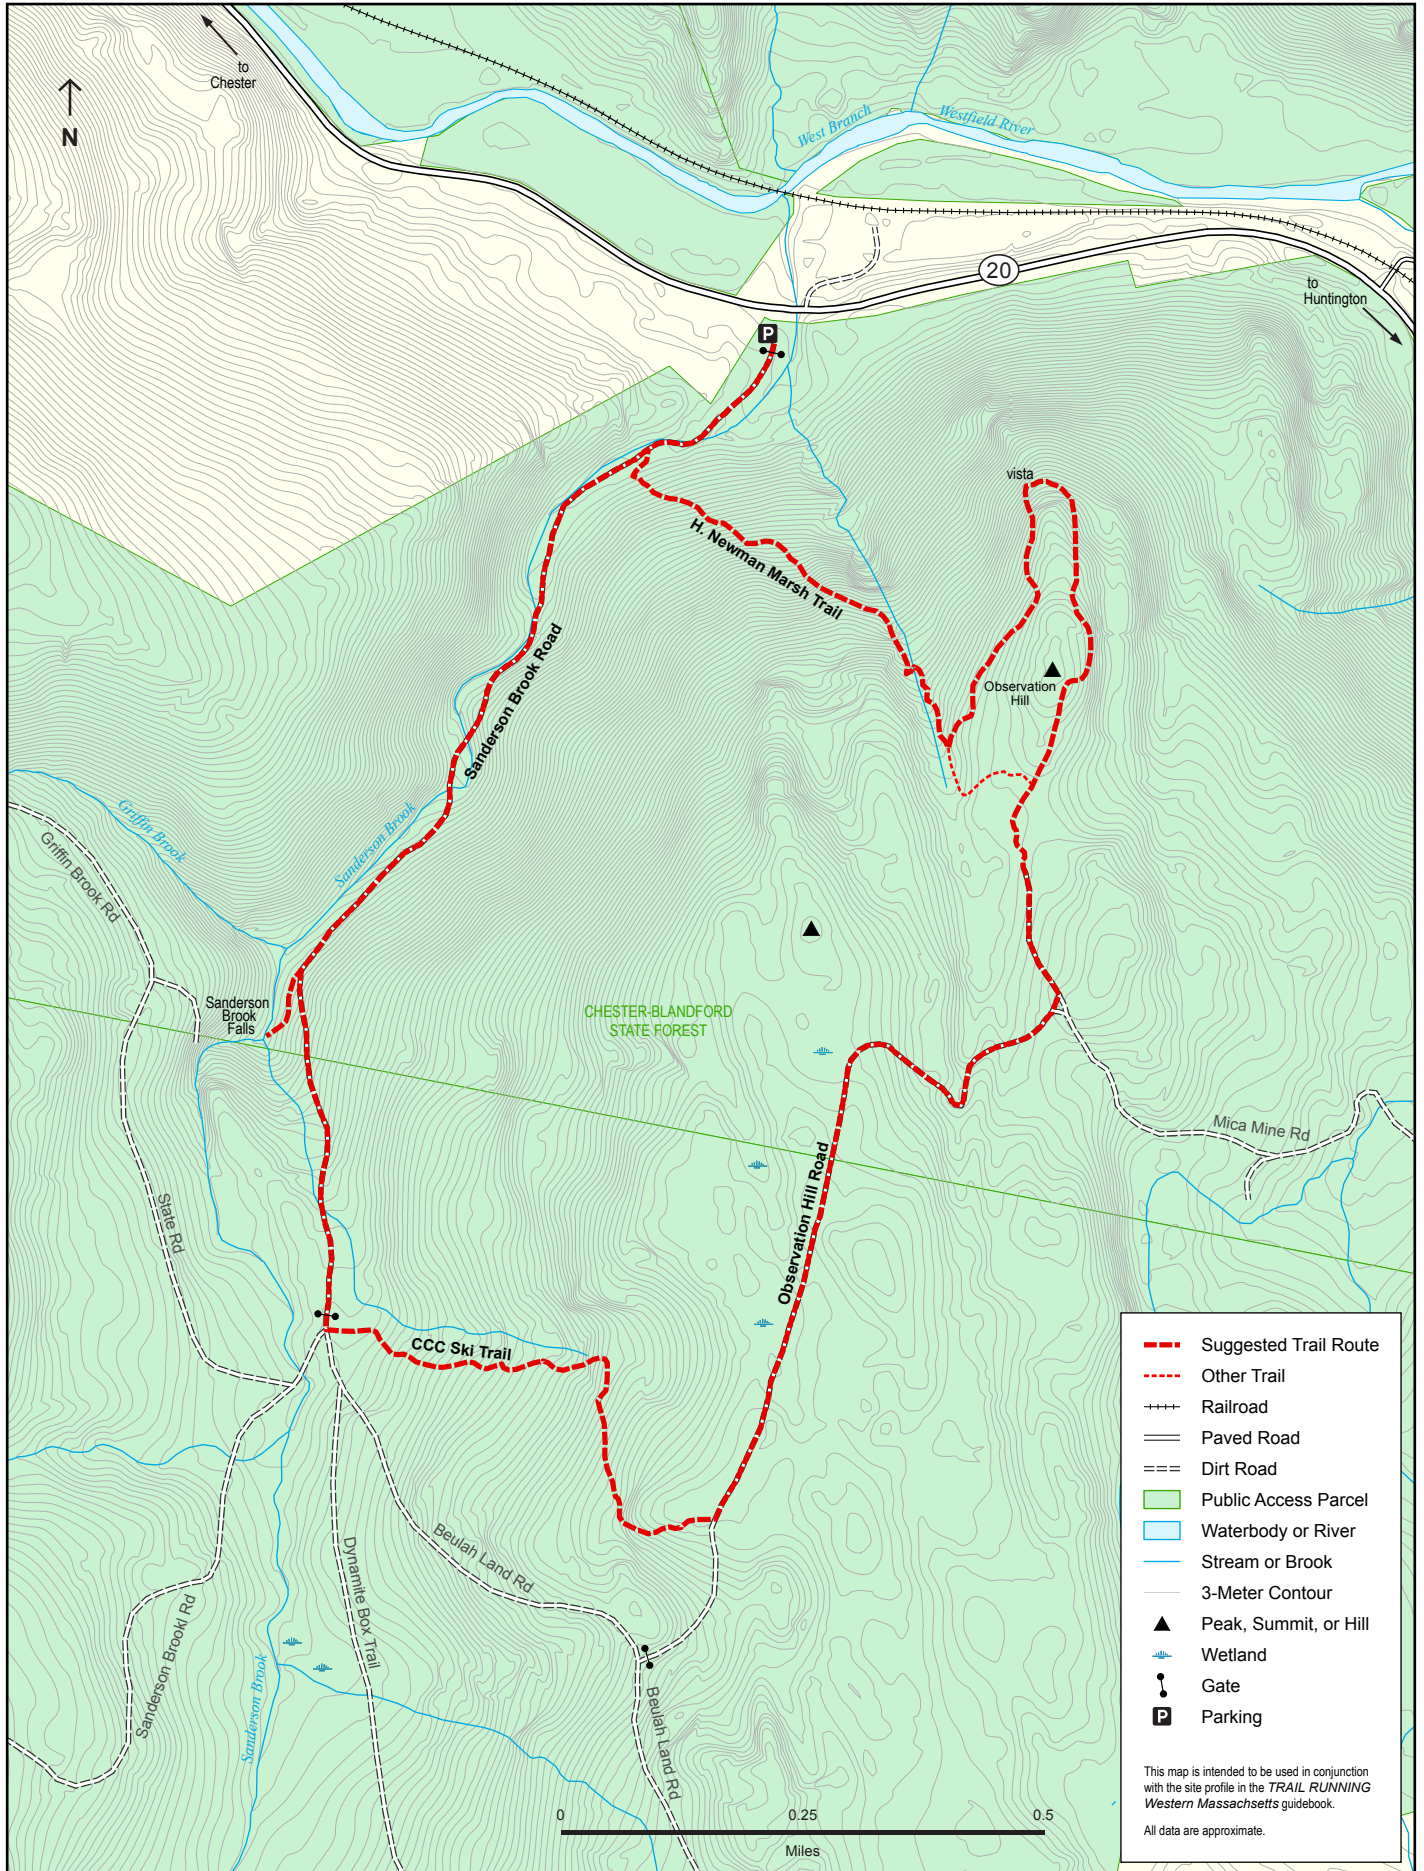 to
Chester
N
West Branch
Westfield River
20
to
Huntington
P
vista
H. Newman Marsh Trail
Sanderson Brook Road
Observation
Hill
Griffin Brook
Sanderson Brook
Griffin Brook Rd
Sanderson
Brook
Falls
CHESTER-BLANDFORD
STATE FOREST
Mica Mine Rd
State Rd
Observation Hill Road
CCC Ski Trail
Beulah Land Rd
Dynamite Box Trail
Sanderson Brookl Rd
Sanderson Brook
Beulah Land Rd
0
0.25
0.5
Miles
Suggested Trail Route
Other Trail
Railroad
Paved Road
Dirt Road
Public Access Parcel
Waterbody or River
Stream or Brook
3-Meter Contour
Peak, Summit, or Hill
Wetland
Gate
P Parking
This map is intended to be used in conjunction
with the site profile in the TRAIL RUNNING
Western Massachsetts guidebook.
All data are approximate.